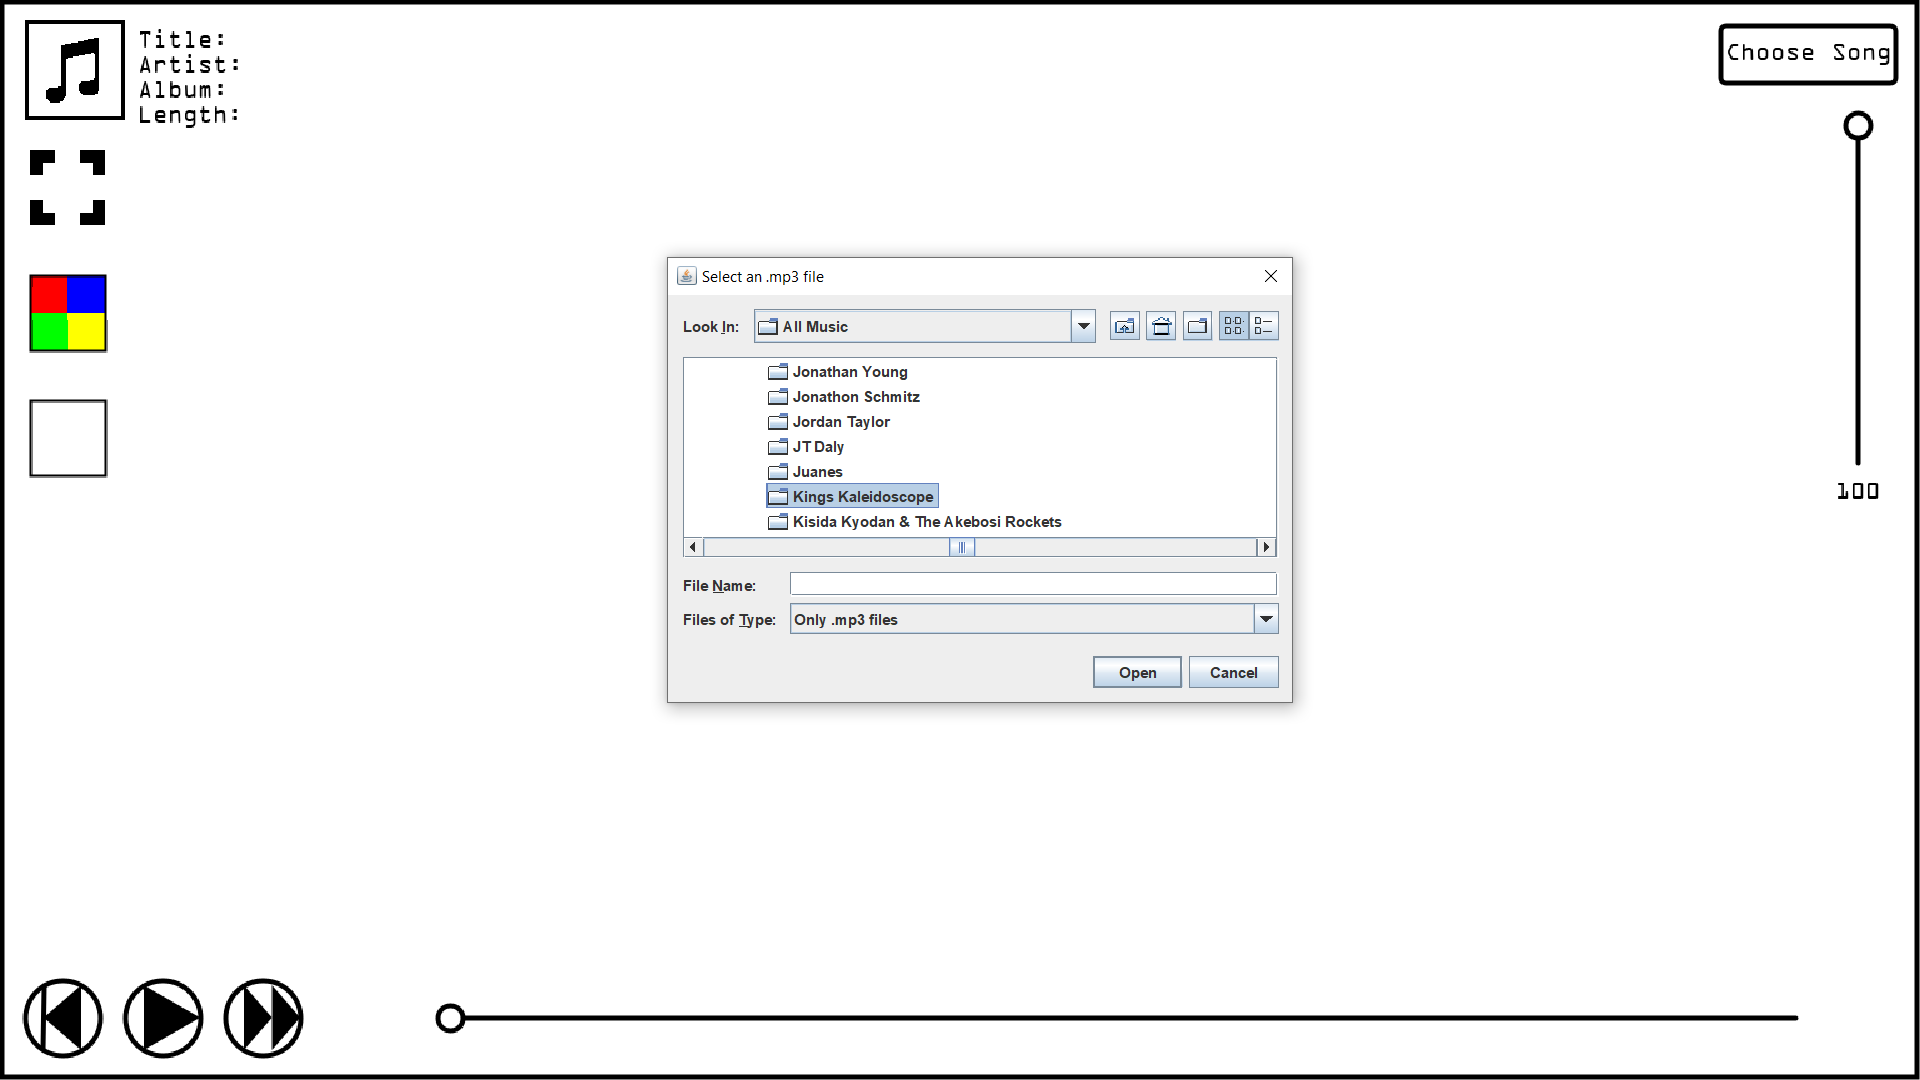 Title:
Artist:
Album:
Length:
Choose Song
100
Select an .mp3 file
Look In:
All Music
Jonathan Young
Jonathon Schmitz
Jordan Taylor
JT Daly
Juanes
Kings Kaleidoscope
Kisida Kyodan & The Akebosi Rockets
File Name:
Files of Type:
Only .mp3 files
Open
Cancel